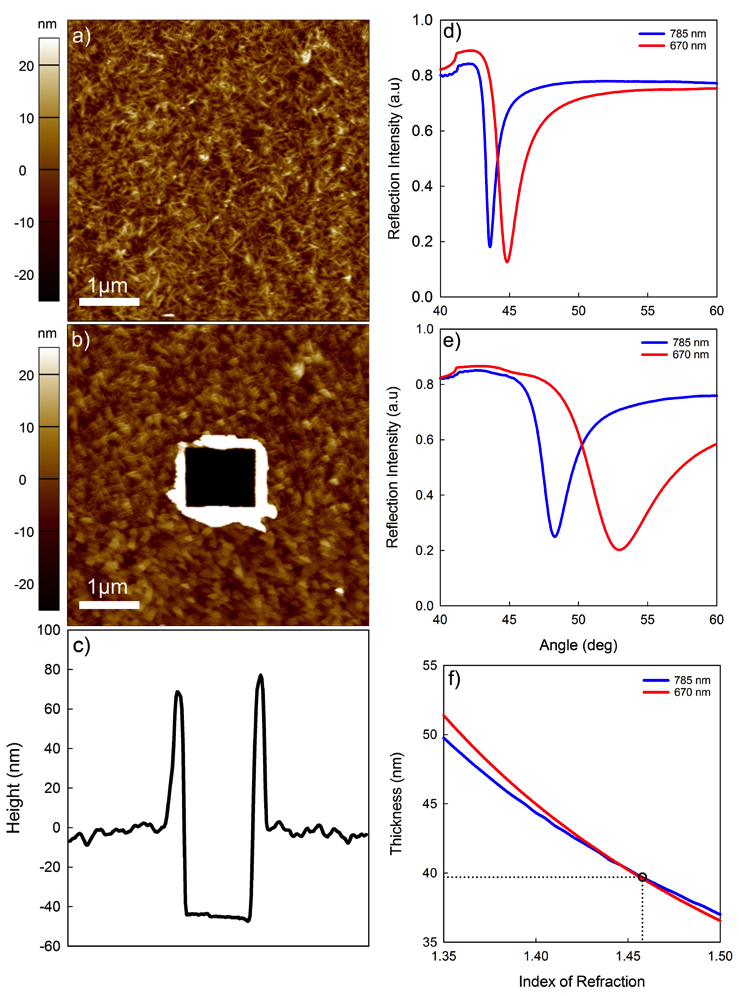 nm
20
10
0
-10
-20
a)
1µm
nm
20
10
0
-10
-20
b)
1µm
c)
100
80
60
40
20
0
-20
-40
-60
Height (nm)
d)
785 nm
670 nm
1.0
0.8
0.6
0.4
0.2
0.0
Reflection Intensity (a.u)
40 45 50 55 60
e)
785 nm
670 nm
1.0
0.8
0.6
0.4
0.2
0.0
Reflection Intensity (a.u)
40 45 50 55 60
Angle (deg)
f)
785 nm
670 nm
55
50
45
40
35
Thickness (nm)
1.35 1.40 1.45 1.50
Index of Refraction